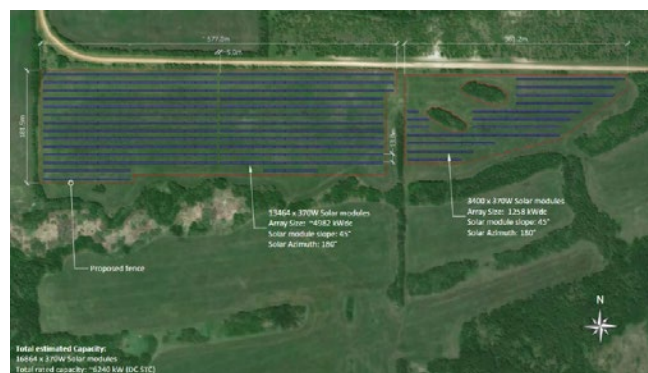 13464 x 370W Solar modules
Array Size: ~4982 kWdc
Solar module slope: 45°
Solar Azimuth: 180°
3400 x 370W Solar modules
Array Size: 1258 kWdc
Solar module slope: 45°
Solar Azimuth: 180°
Proposed fence
N
Total estimated Capacity:
16864 x 370W Solar modules
Total rated capacity: ~6240 kW (DC STC)